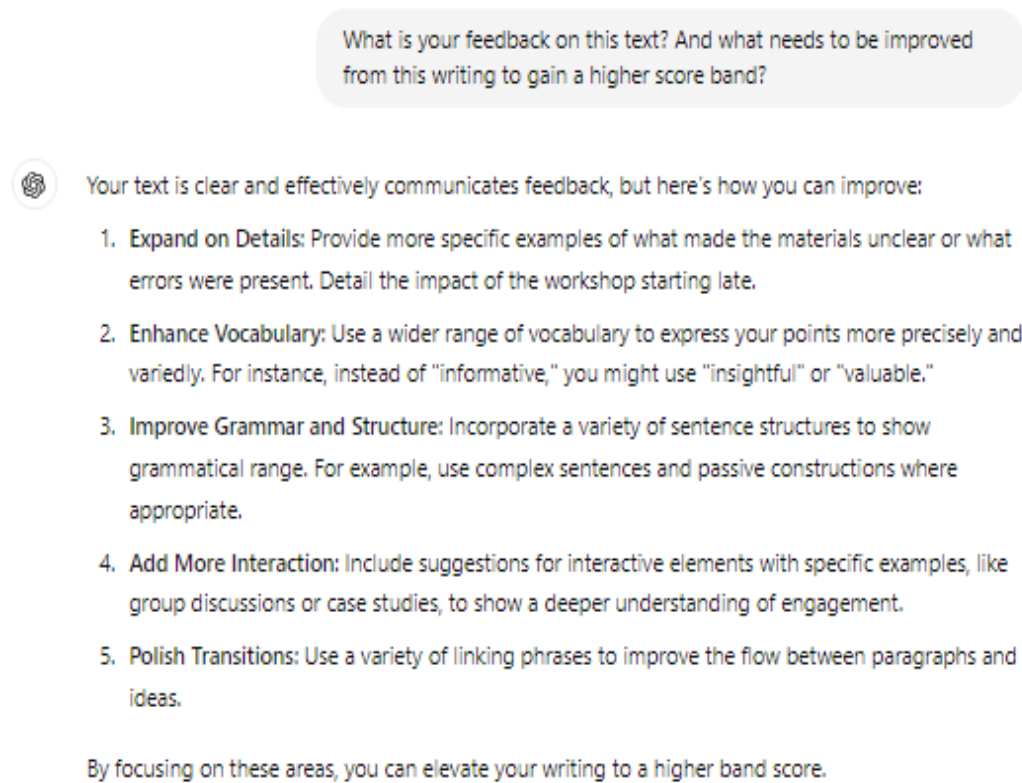 What is your feedback on this text? And what needs to be improved
from this writing to gain a higher score band?
Your text is clear and effectively communicates feedback, but here's how you can improve:
1. Expand on Details: Provide more specific examples of what made the materials unclear or what
errors were present. Detail the impact of the workshop starting late.
2. Enhance Vocabulary: Use a wider range of vocabulary to express your points more precisely and
variedly. For instance, instead of "informative," you might use "insightful" or "valuable."
3. Improve Grammar and Structure: Incorporate a variety of sentence structures to show
grammatical range. For example, use complex sentences and passive constructions where
appropriate.
4. Add More Interaction: Include suggestions for interactive elements with specific examples, like
group discussions or case studies, to show a deeper understanding of engagement.
5. Polish Transitions: Use a variety of linking phrases to improve the flow between paragraphs and
ideas.
By focusing on these areas, you can elevate your writing to a higher band score.